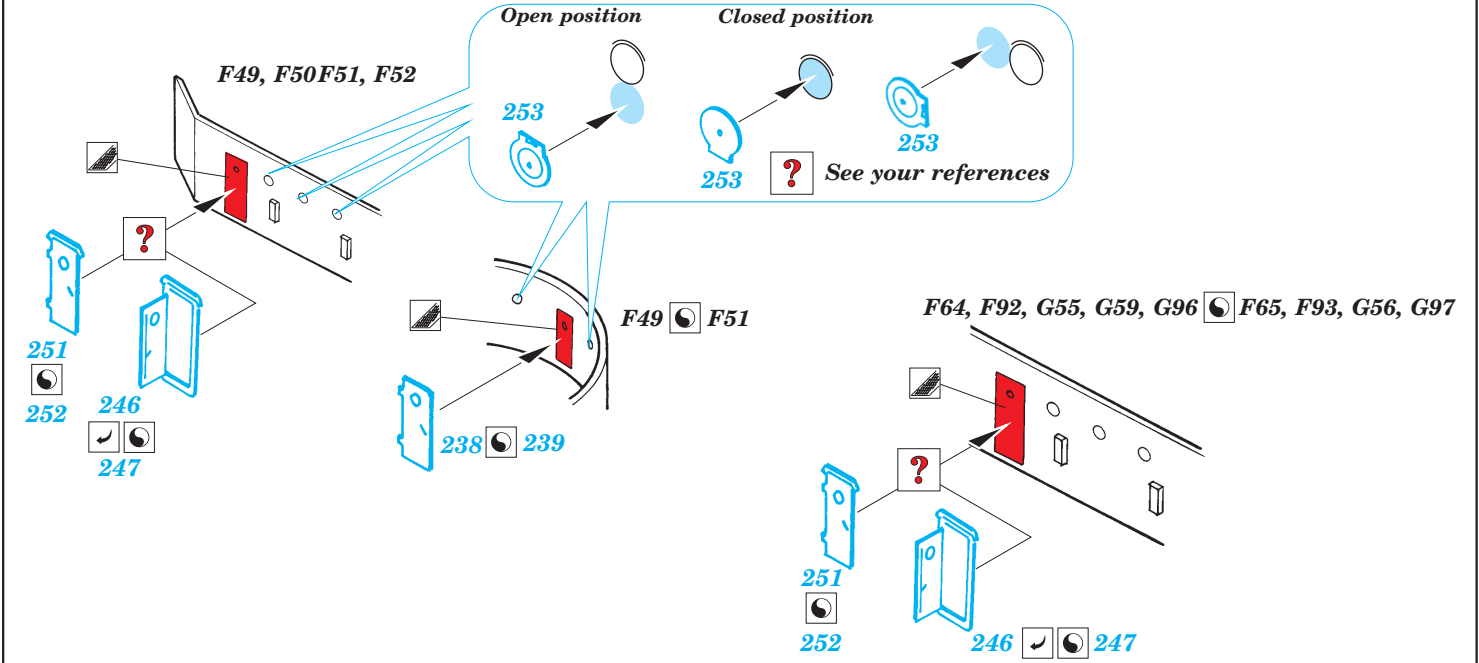 Open position
Closed position
F49, F50F51, F52
253
253
253
? See your references
?
251
252
246
247
F49 F51
238 239
F64, F92, G55, G59, G96 F65, F93, G56, G97
?
251
252
246 247